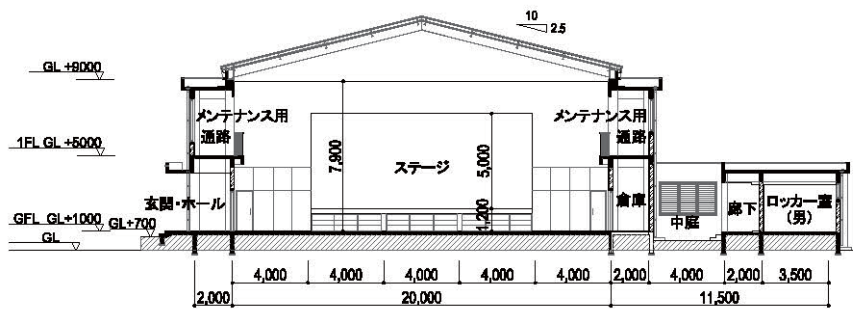 10
2.5
GL +9000
メンテナンス用
通路
メンテナンス用
通路
1FL GL +5000
7,900
ステージ
5,000
玄関・ホール
倉庫
中庭
廊下
ロッカー室
(男)
GFL GL+1000
GL+700
1,200
GL
4,000 4,000 4,000 4,000 4,000 2,000 4,000 2,000 3,500
2,000 20,000 11,500